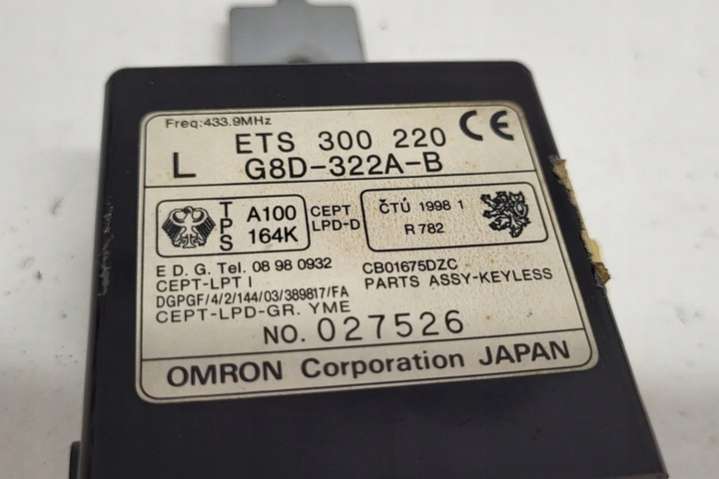 Freq:433.9MHz
ETS 300 220 CE
L G8D-322A-B
TPS A100 164K
CEPT LPD-D
ČTÚ 1998 1
R 782
E D. G. Tel. 08 98 0932
CEPT-LPT I
DGPGF/4/2/144/03/389817/FA
CEPT-LPD-GR. YME
CB01675DZC
PARTS ASSY-KEYLESS
NO. 027526
OMRON Corporation JAPAN